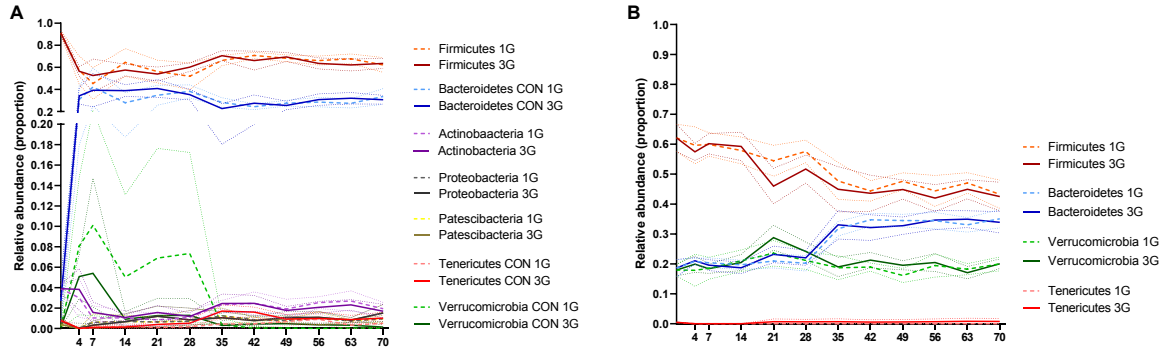 A
Relative abundance (proportion)
1.0
0.8
0.6
0.4
0.2
0.20
0.18
0.16
0.14
0.12
0.10
0.08
0.06
0.04
0.02
0.00
4 7 14 21 28 35 42 49 56 63 70
Firmicutes 1G
Firmicutes 3G
Bacteroidetes CON 1G
Bacteroidetes CON 3G
Actinobaacteria 1G
Actinobacteria 3G
Proteobacteria 1G
Proteobacteria 3G
Patescibacteria 1G
Patescibacteria 3G
Tenericutes CON 1G
Tenericutes CON 3G
Verrucomicrobia CON 1G
Verrucomicrobia CON 3G
B
Relative abundance (proportion)
1.0
0.9
0.8
0.7
0.6
0.5
0.4
0.3
0.2
0.1
0.0
4 7 14 21 28 35 42 49 56 63 70
Firmicutes 1G
Firmicutes 3G
Bacteroidetes 1G
Bacteroidetes 3G
Verrucomicrobia 1G
Verrucomicrobia 3G
Tenericutes 1G
Tenericutes 3G